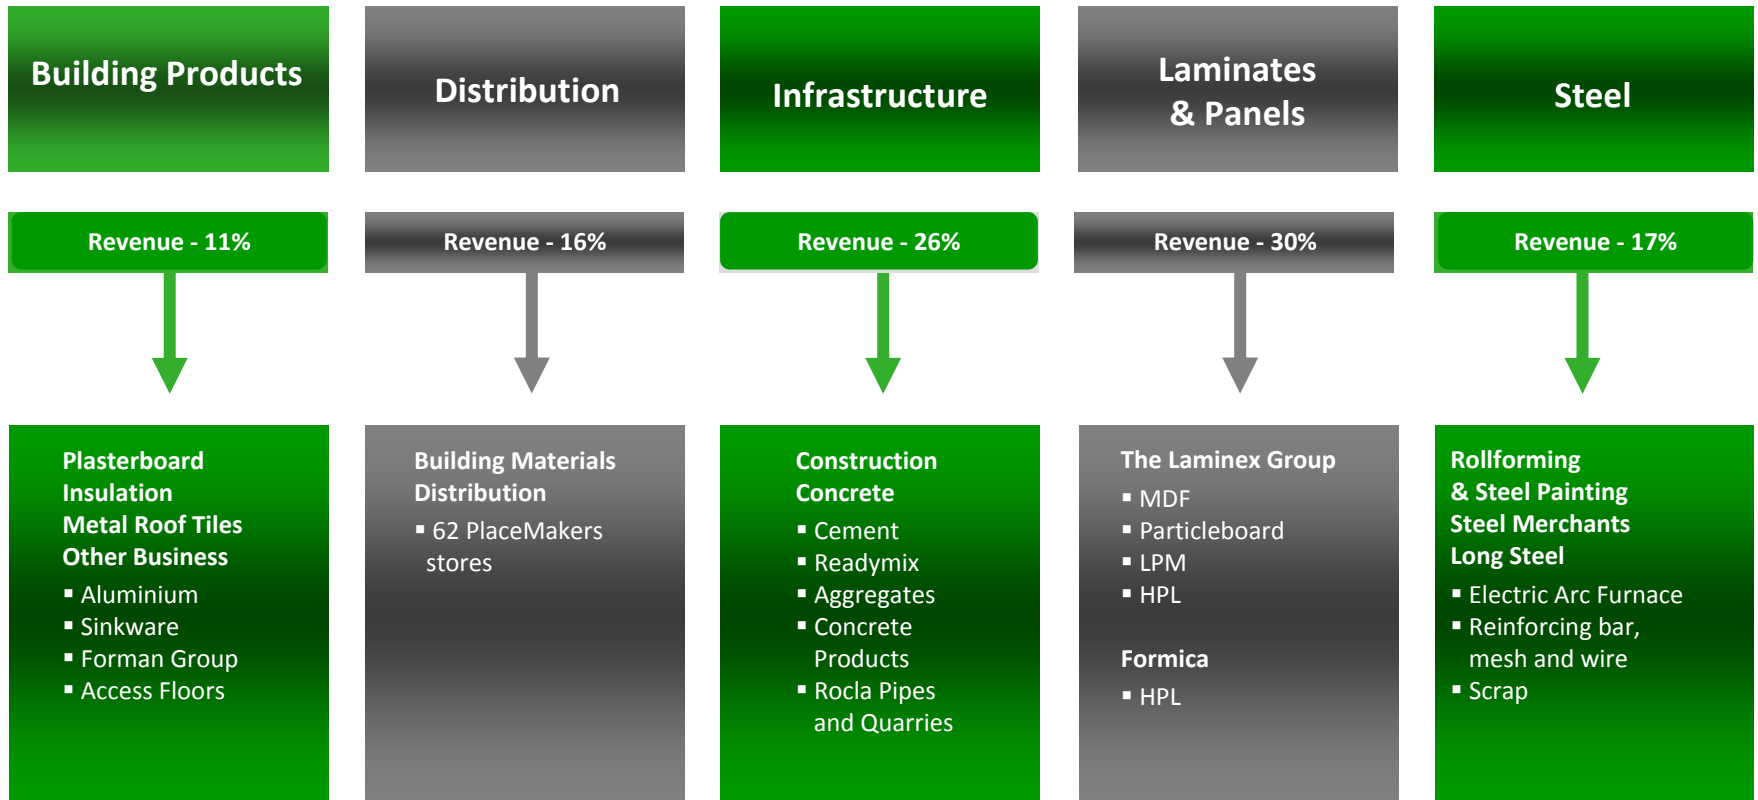 Building Products
Distribution
Infrastructure
Laminates
& Panels
Steel
Revenue - 11%
Revenue - 16%
Revenue - 26%
Revenue - 30%
Revenue - 17%
Plasterboard
Insulation
Metal Roof Tiles
Other Business
▪ Aluminium
▪ Sinkware
▪ Forman Group
▪ Access Floors
Building Materials
Distribution
▪ 62 PlaceMakers
stores
Construction
Concrete
▪ Cement
▪ Readymix
▪ Aggregates
▪ Concrete
Products
▪ Rocla Pipes
and Quarries
The Laminex Group
▪ MDF
▪ Particleboard
▪ LPM
▪ HPL
Formica
▪ HPL
Rollforming
& Steel Painting
Steel Merchants
Long Steel
▪ Electric Arc Furnace
▪ Reinforcing bar,
mesh and wire
▪ Scrap